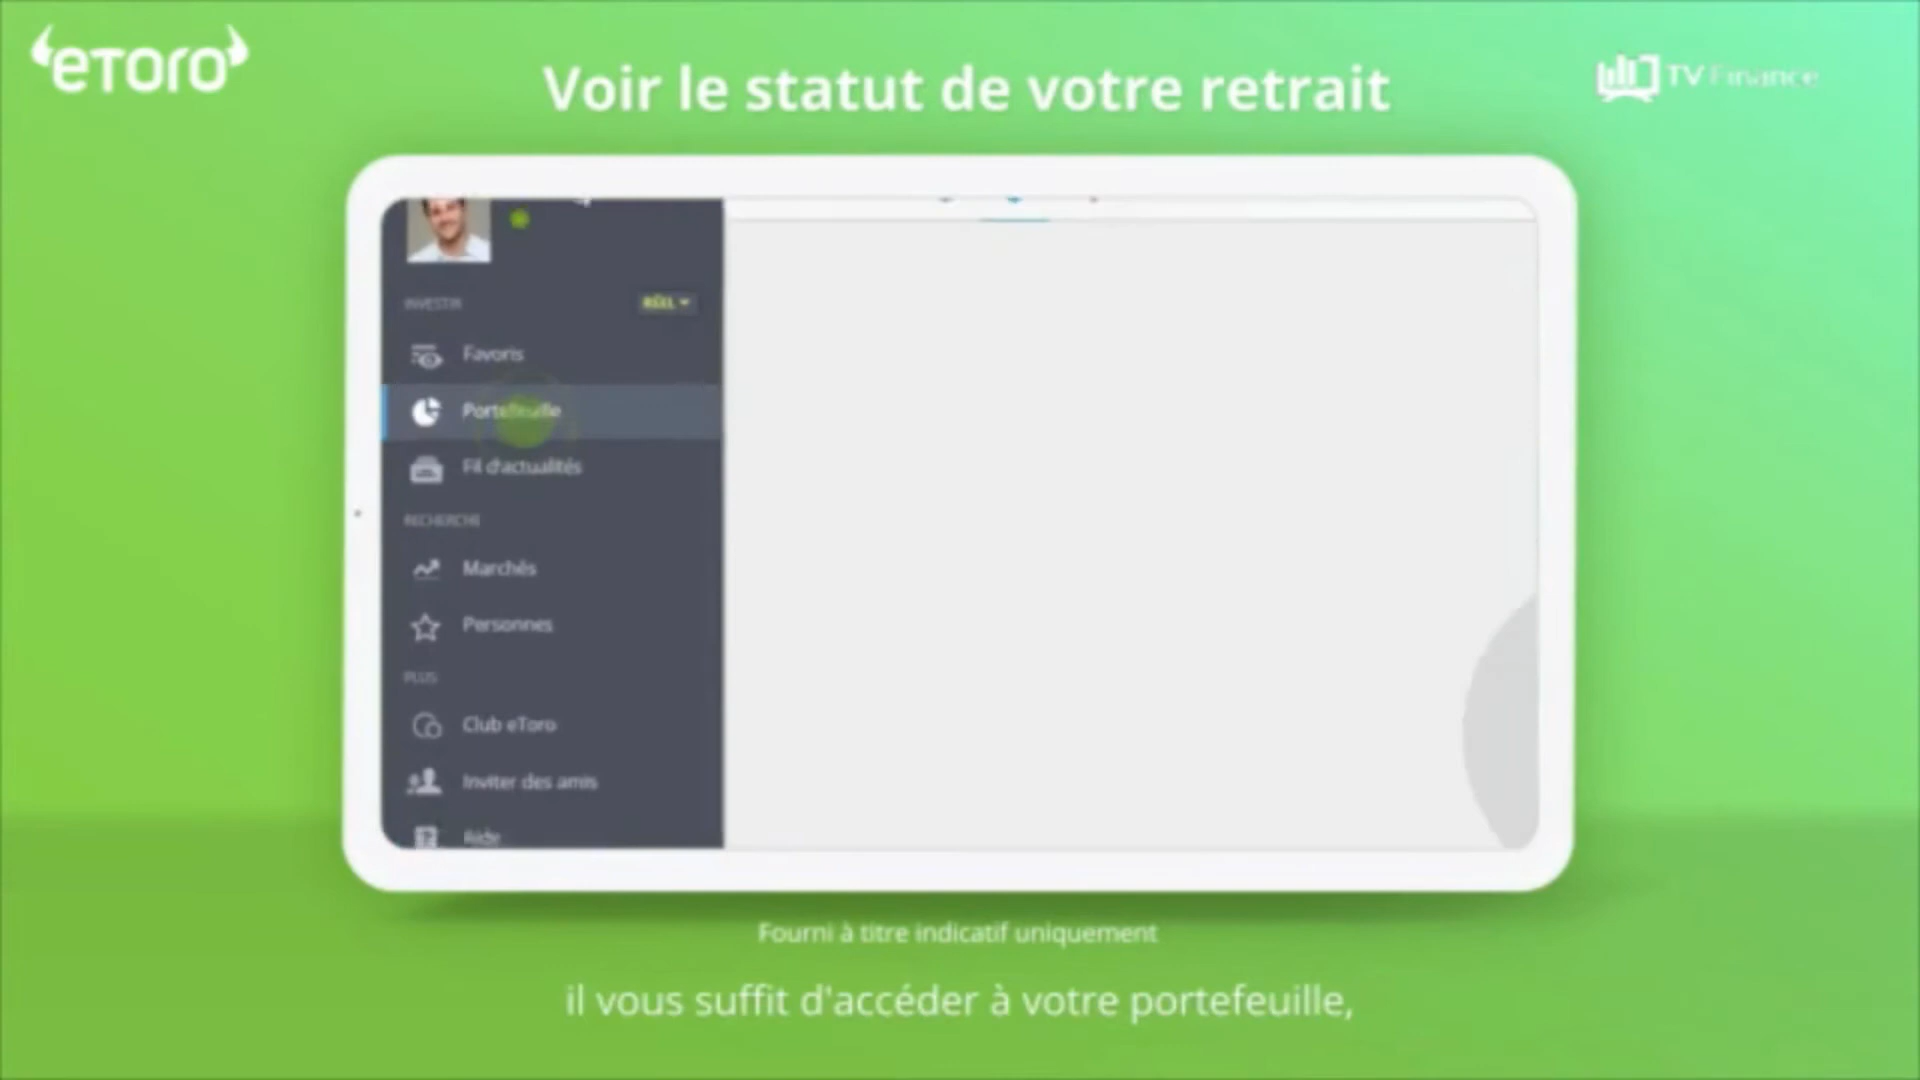 eToro
Voir le statut de votre retrait
TV Finance
INVESTIR
RÉEL
Favoris
Portefeuille
Fil d'actualités
RECHERCHE
Marchés
Personnes
PLUS
Club eToro
Inviter des amis
Aide
Fourni à titre indicatif uniquement
il vous suffit d'accéder à votre portefeuille,